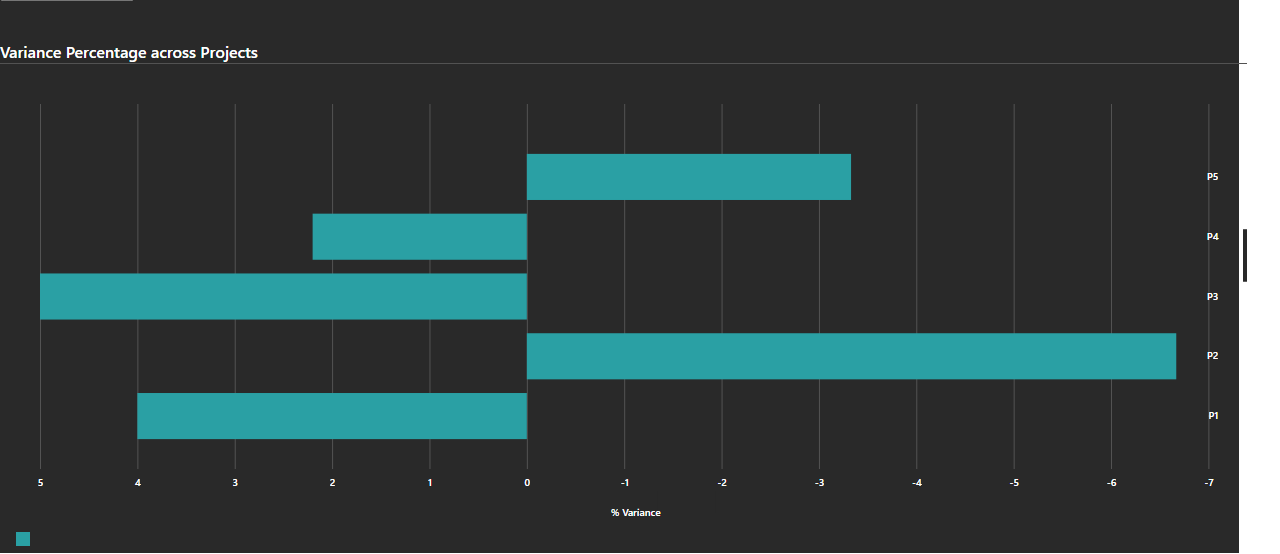 Variance Percentage across Projects
P5
P4
P3
P2
P1
5 4 3 2 1 0 -1 -2 -3 -4 -5 -6 -7
% Variance